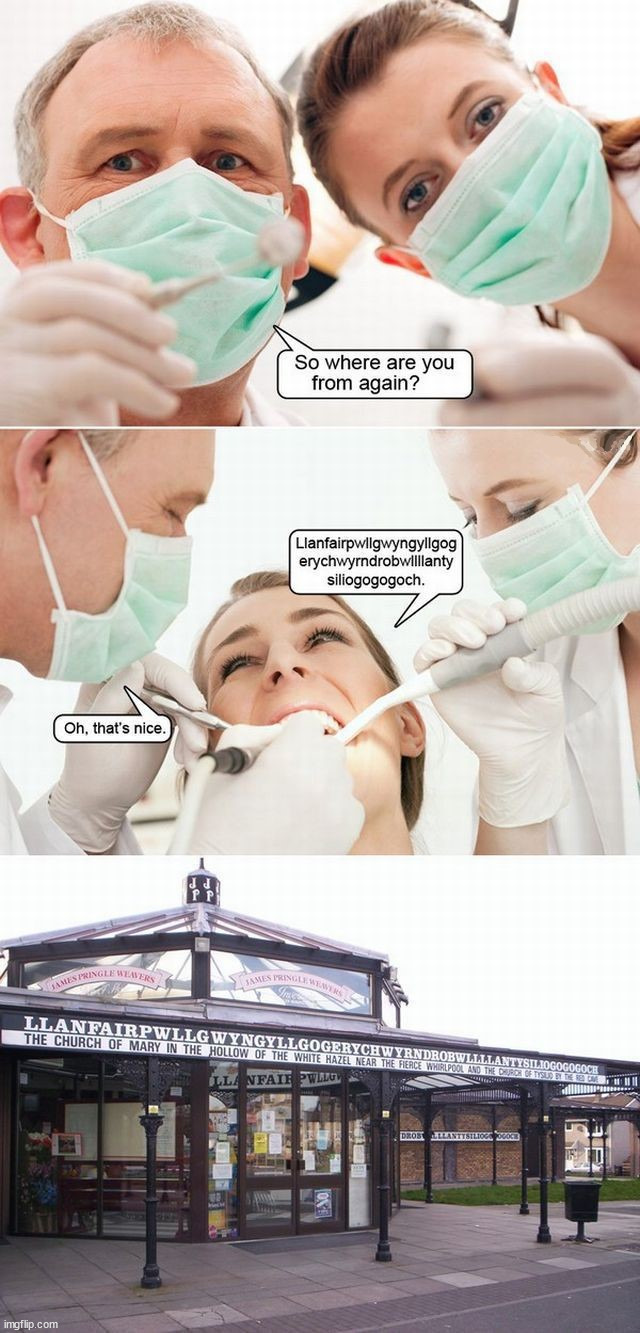 So where are you
from again?
Llanfairpwllgwyngyllgog
erychwyrndrobwllllanty
siliogogogoch.
Oh, that's nice.
J J
P P
JAMES PRINGLE WEAVERS
JAMES PRINGLE WEAVERS
LLANFAIRPWLLGWYNGYLLGOGERYCHWYRNDROBWLLLLANTYSILIOGOGOGOCH
THE CHURCH OF MARY IN THE HOLLOW OF THE WHITE HAZEL NEAR THE FIERCE WHIRLPOOL AND THE CHURCH OF TYSILIO BY THE RED CAVE
imgflip.com